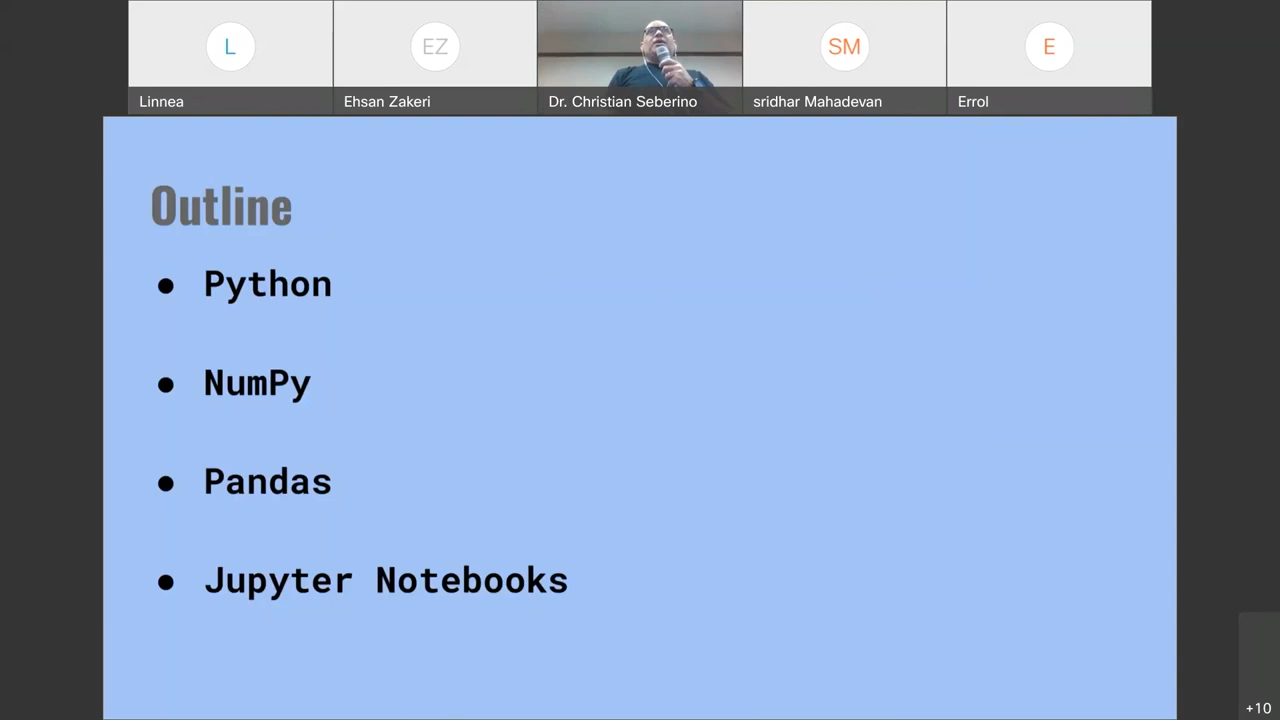 L
EZ
SM
E
Linnea
Ehsan Zakeri
Dr. Christian Seberino
sridhar Mahadevan
Errol
Outline
● Python
● NumPy
● Pandas
● Jupyter Notebooks
+10